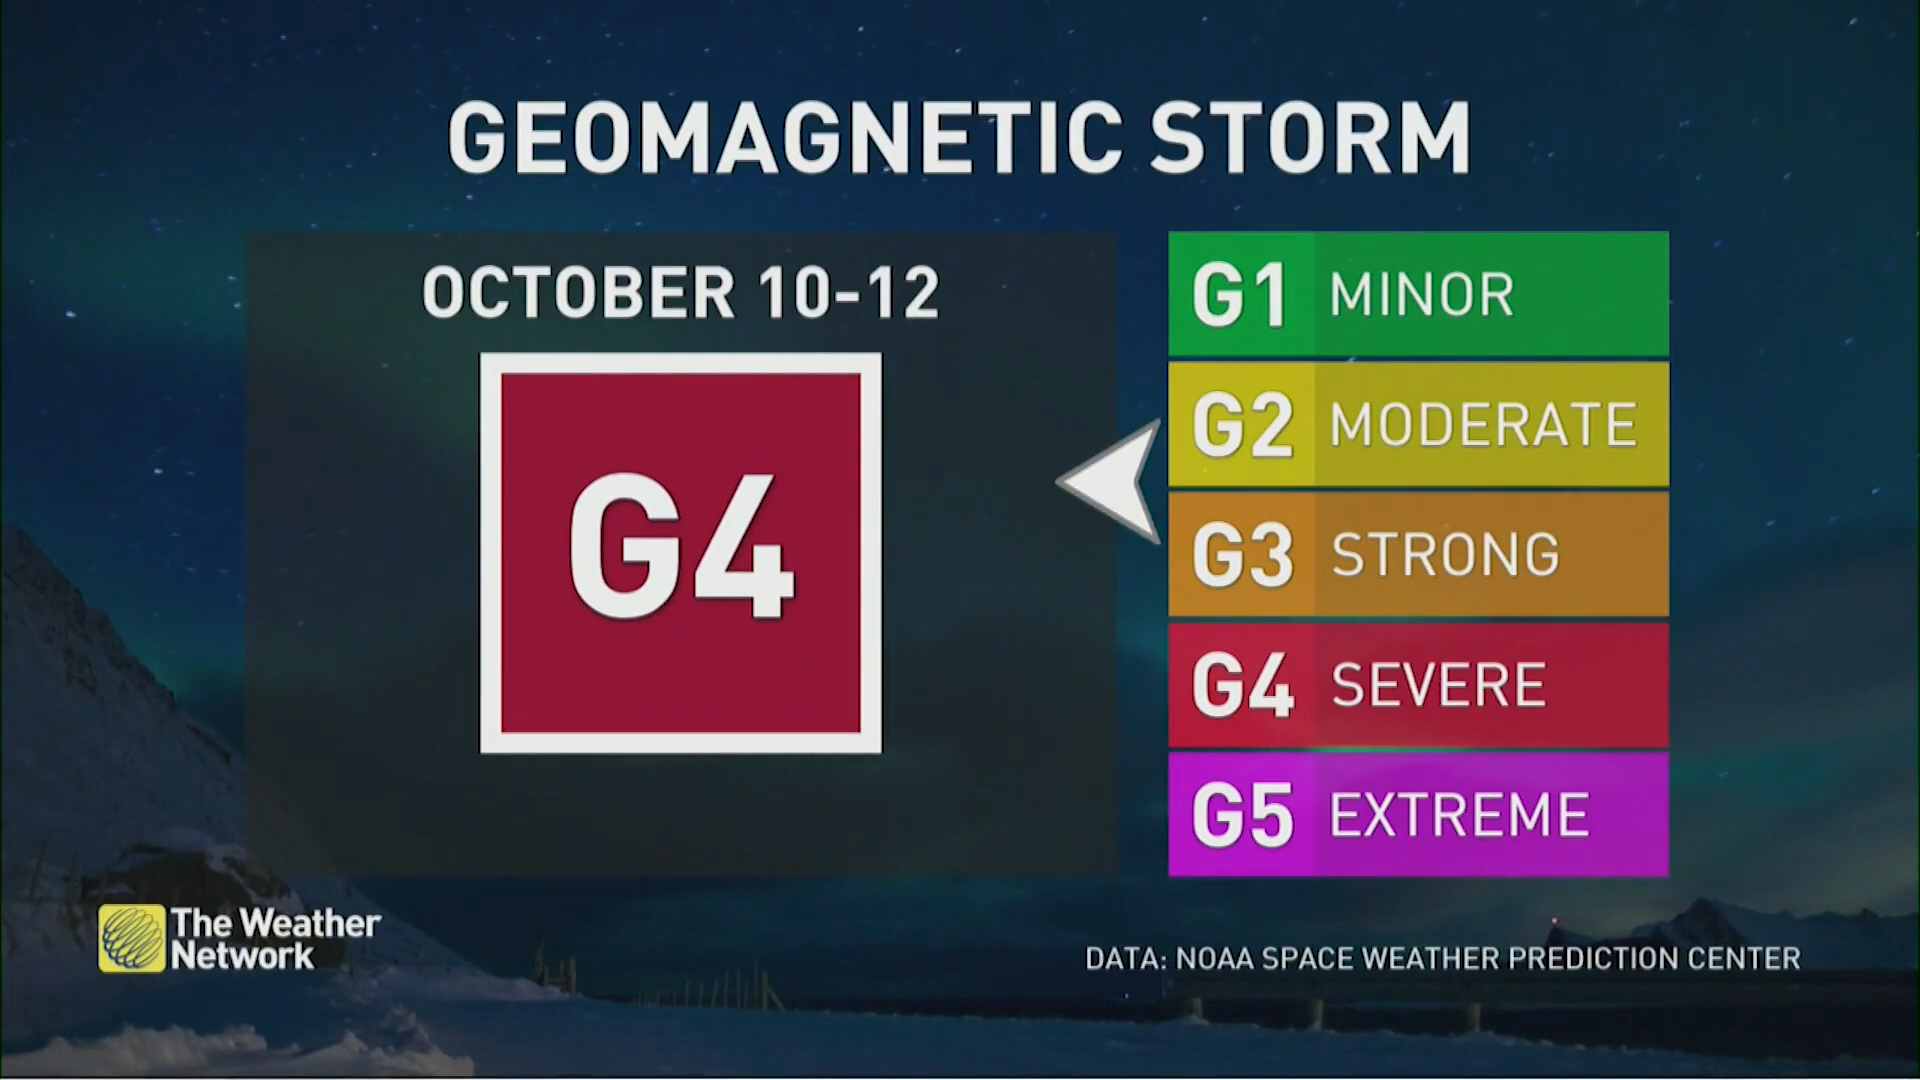 GEOMAGNETIC STORM
OCTOBER 10-12
G4
G1 MINOR
G2 MODERATE
G3 STRONG
G4 SEVERE
G5 EXTREME
The Weather
Network
DATA: NOAA SPACE WEATHER PREDICTION CENTER